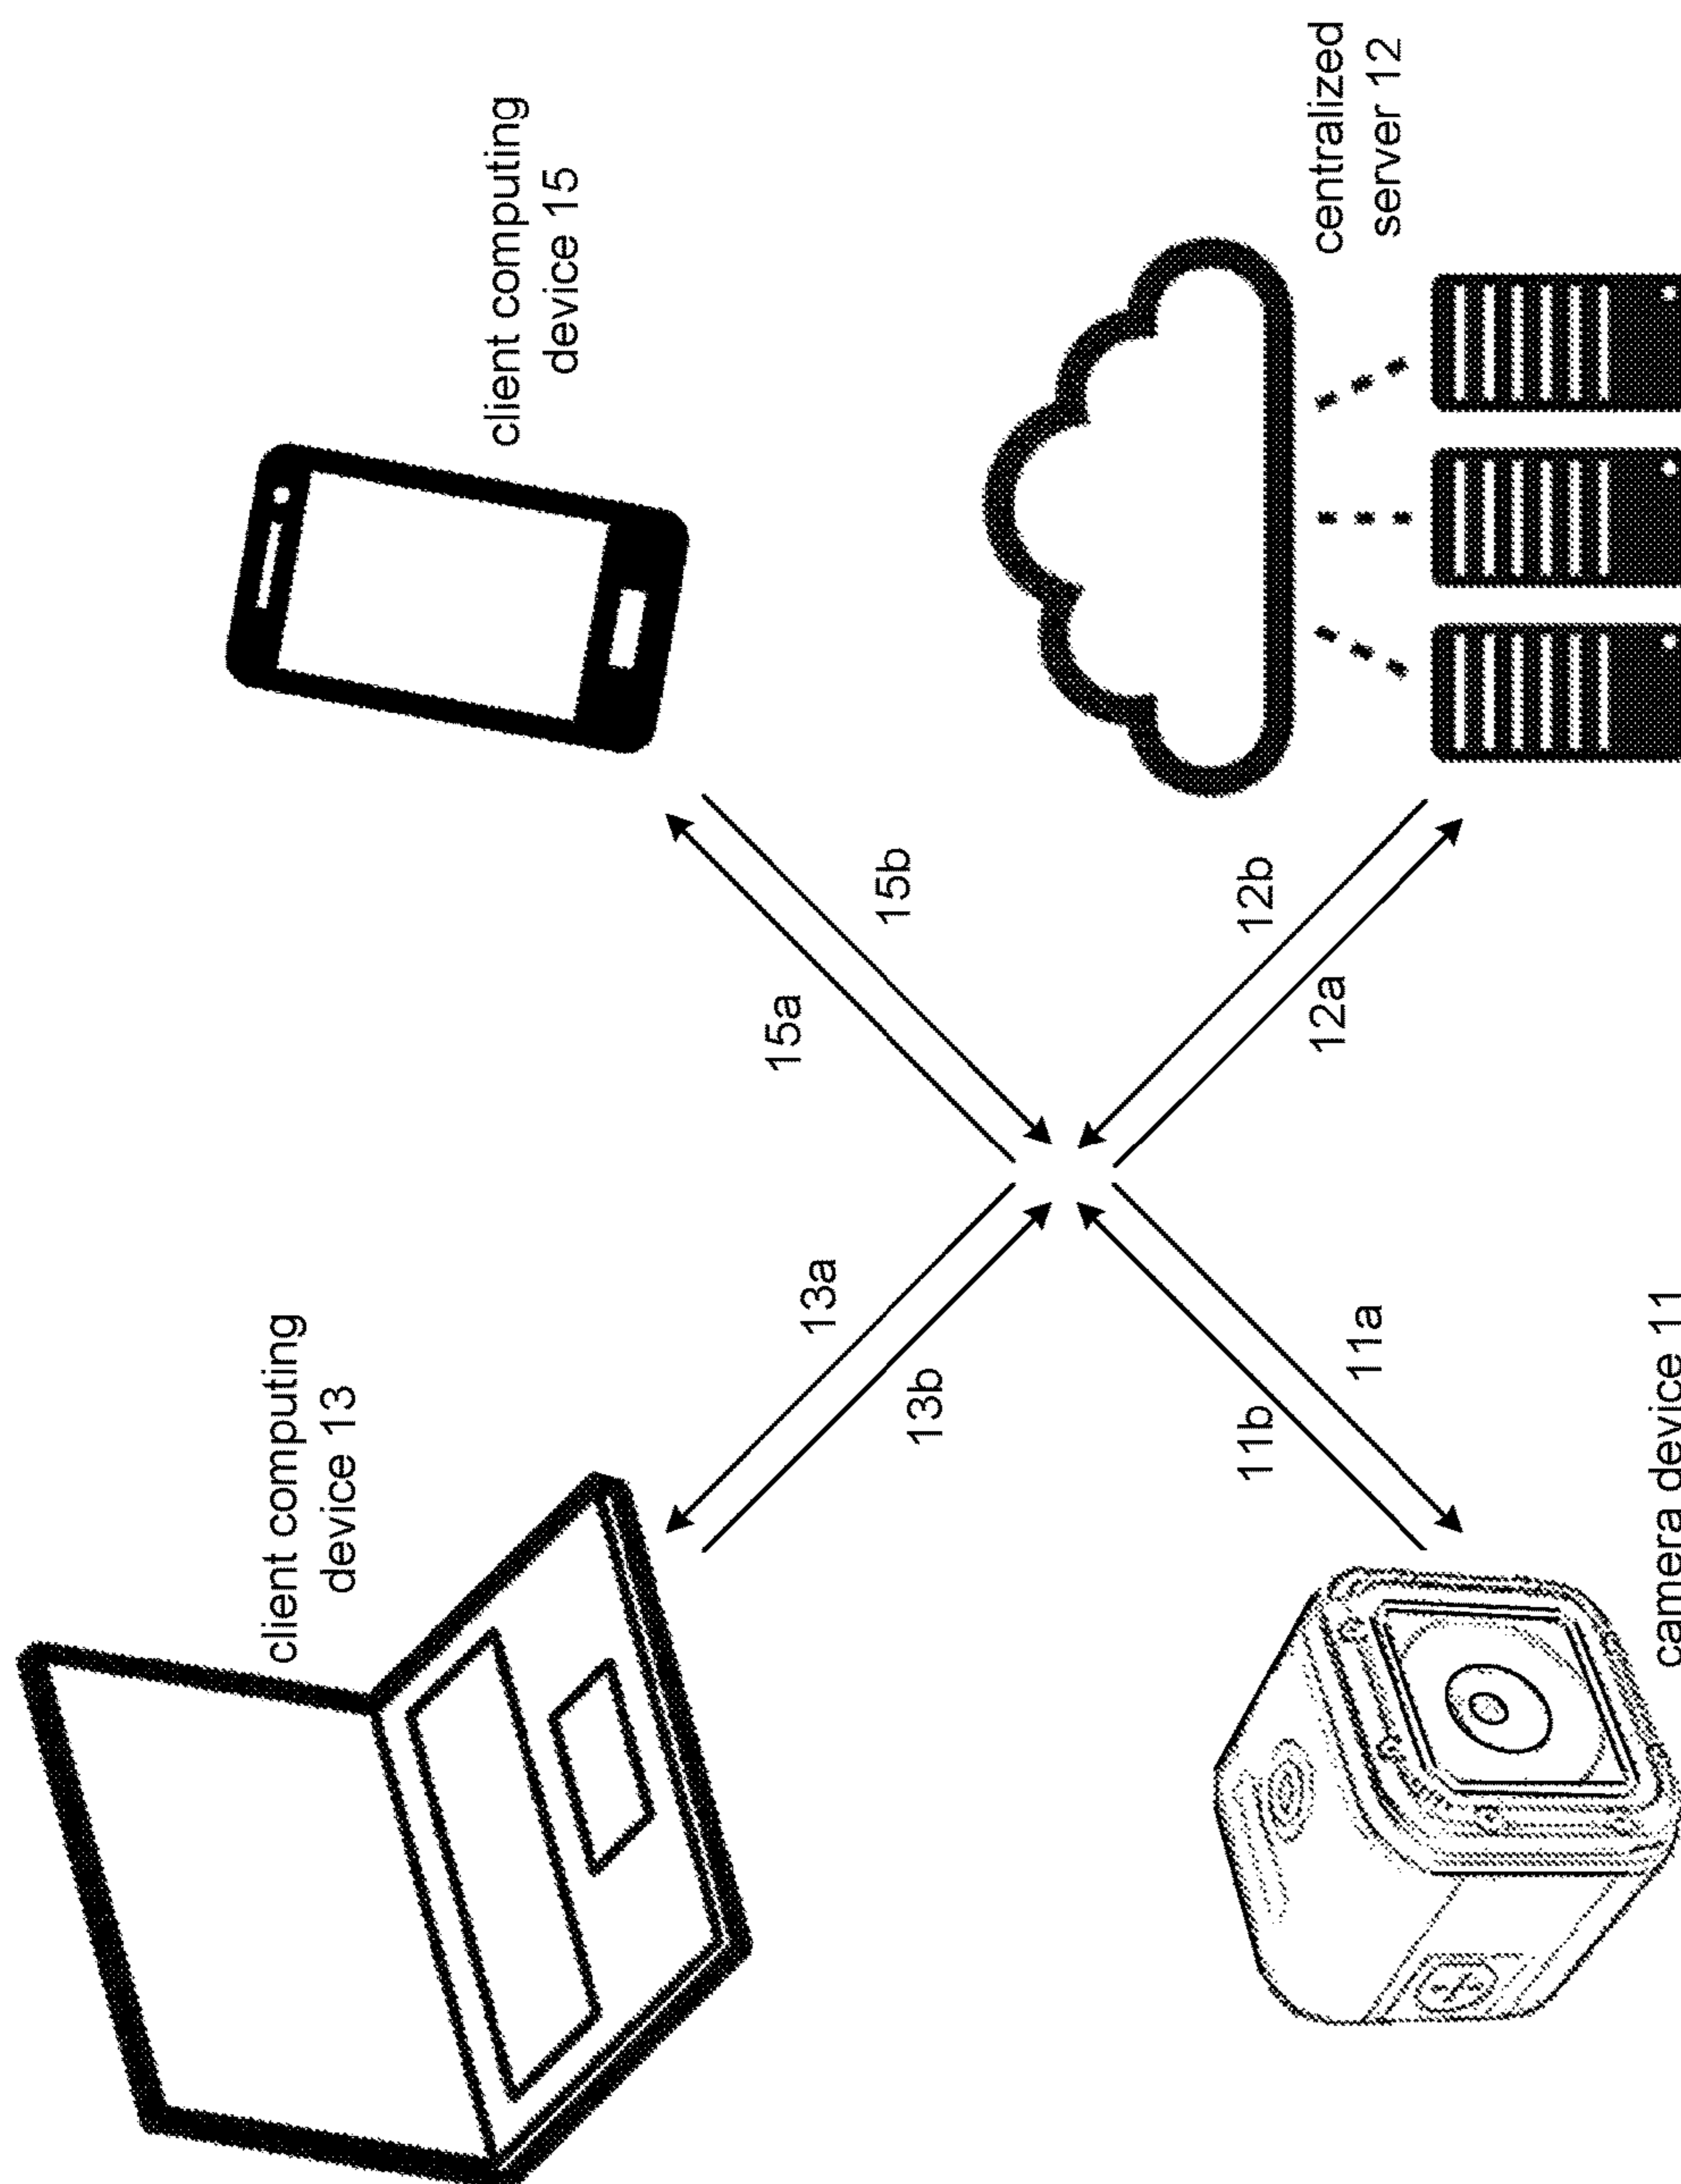 client computing
device 13
client computing
device 15
13a
15a
13b
15b
11b
12b
11a
12a
centralized
server 12
camera device 11